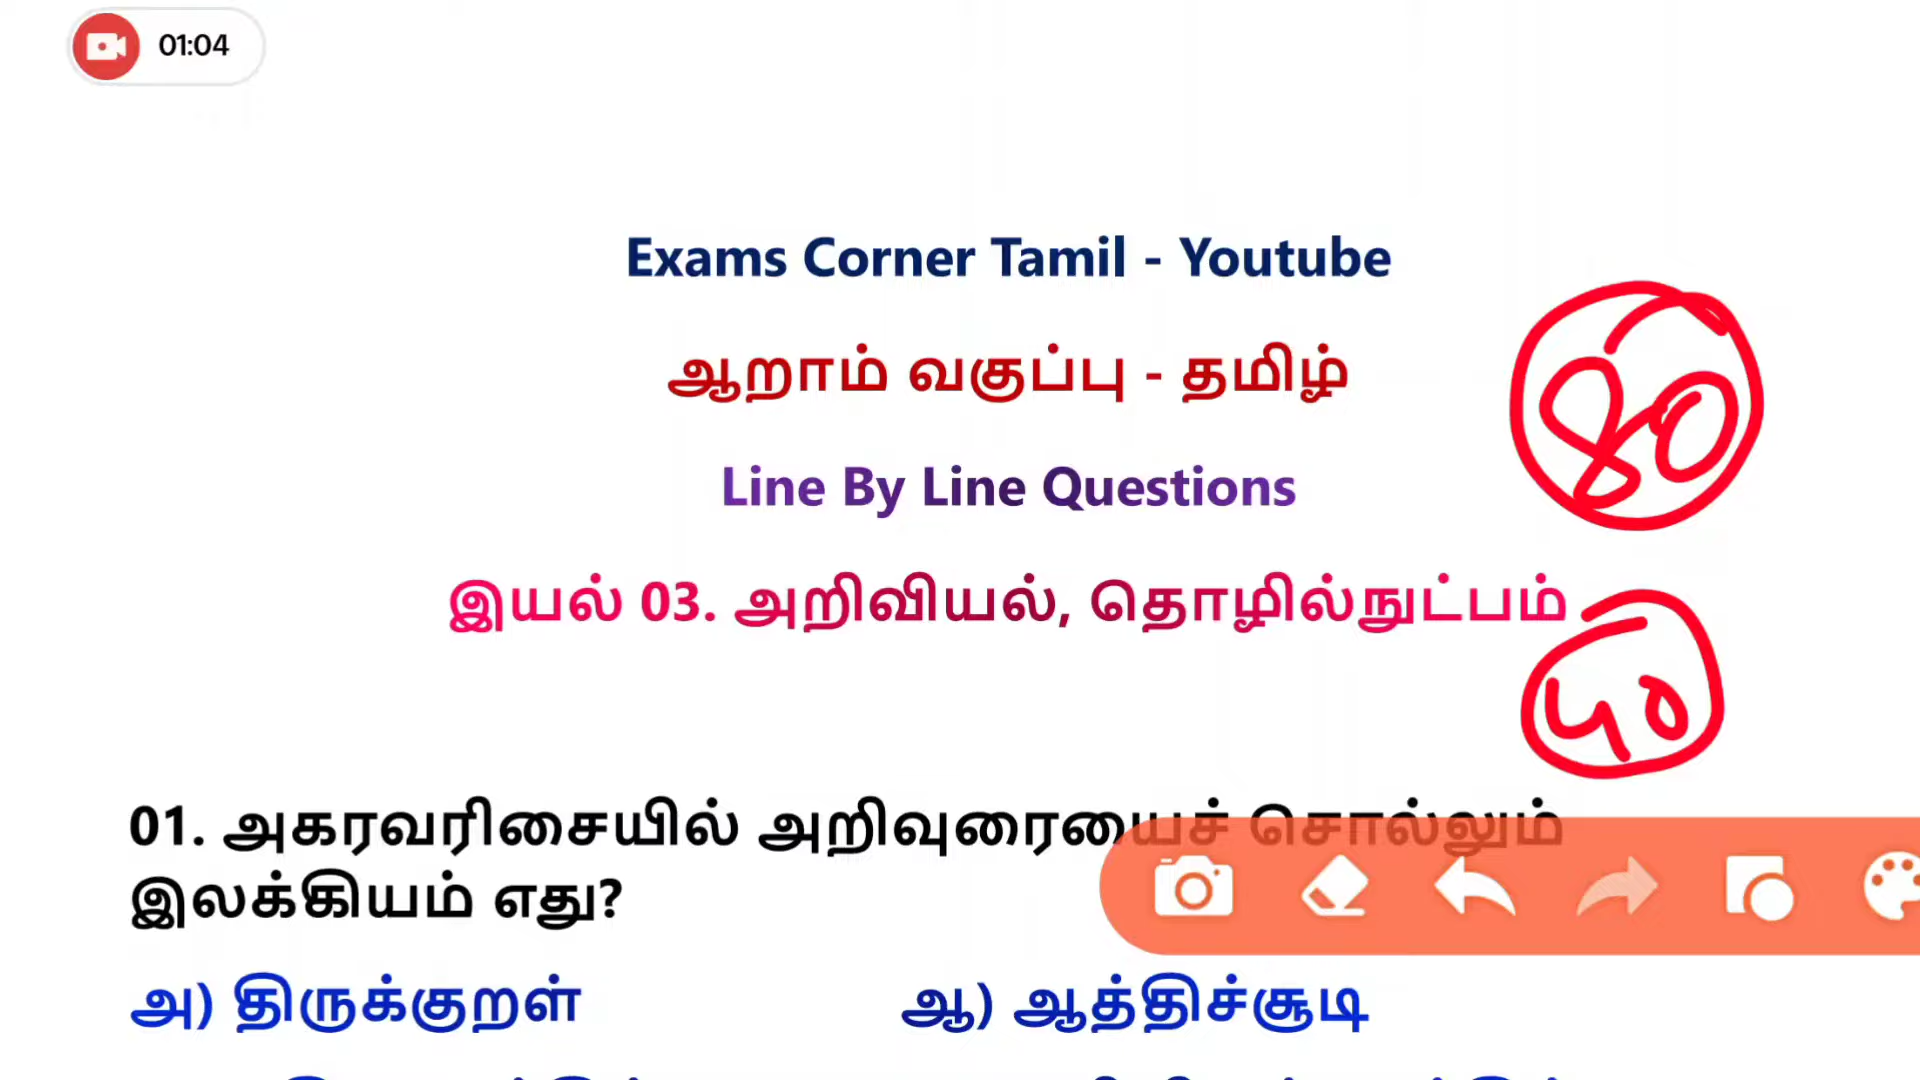 01:04
Exams Corner Tamil - Youtube
ஆறாம் வகுப்பு - தமிழ்
80
Line By Line Questions
இயல் 03. அறிவியல், தொழில்நுட்பம்
40
01. அகரவரிசையில் அறிவுரையைச் சொல்லும்
இலக்கியம் எது?
அ) திருக்குறள் ஆ) ஆத்திச்சூடி